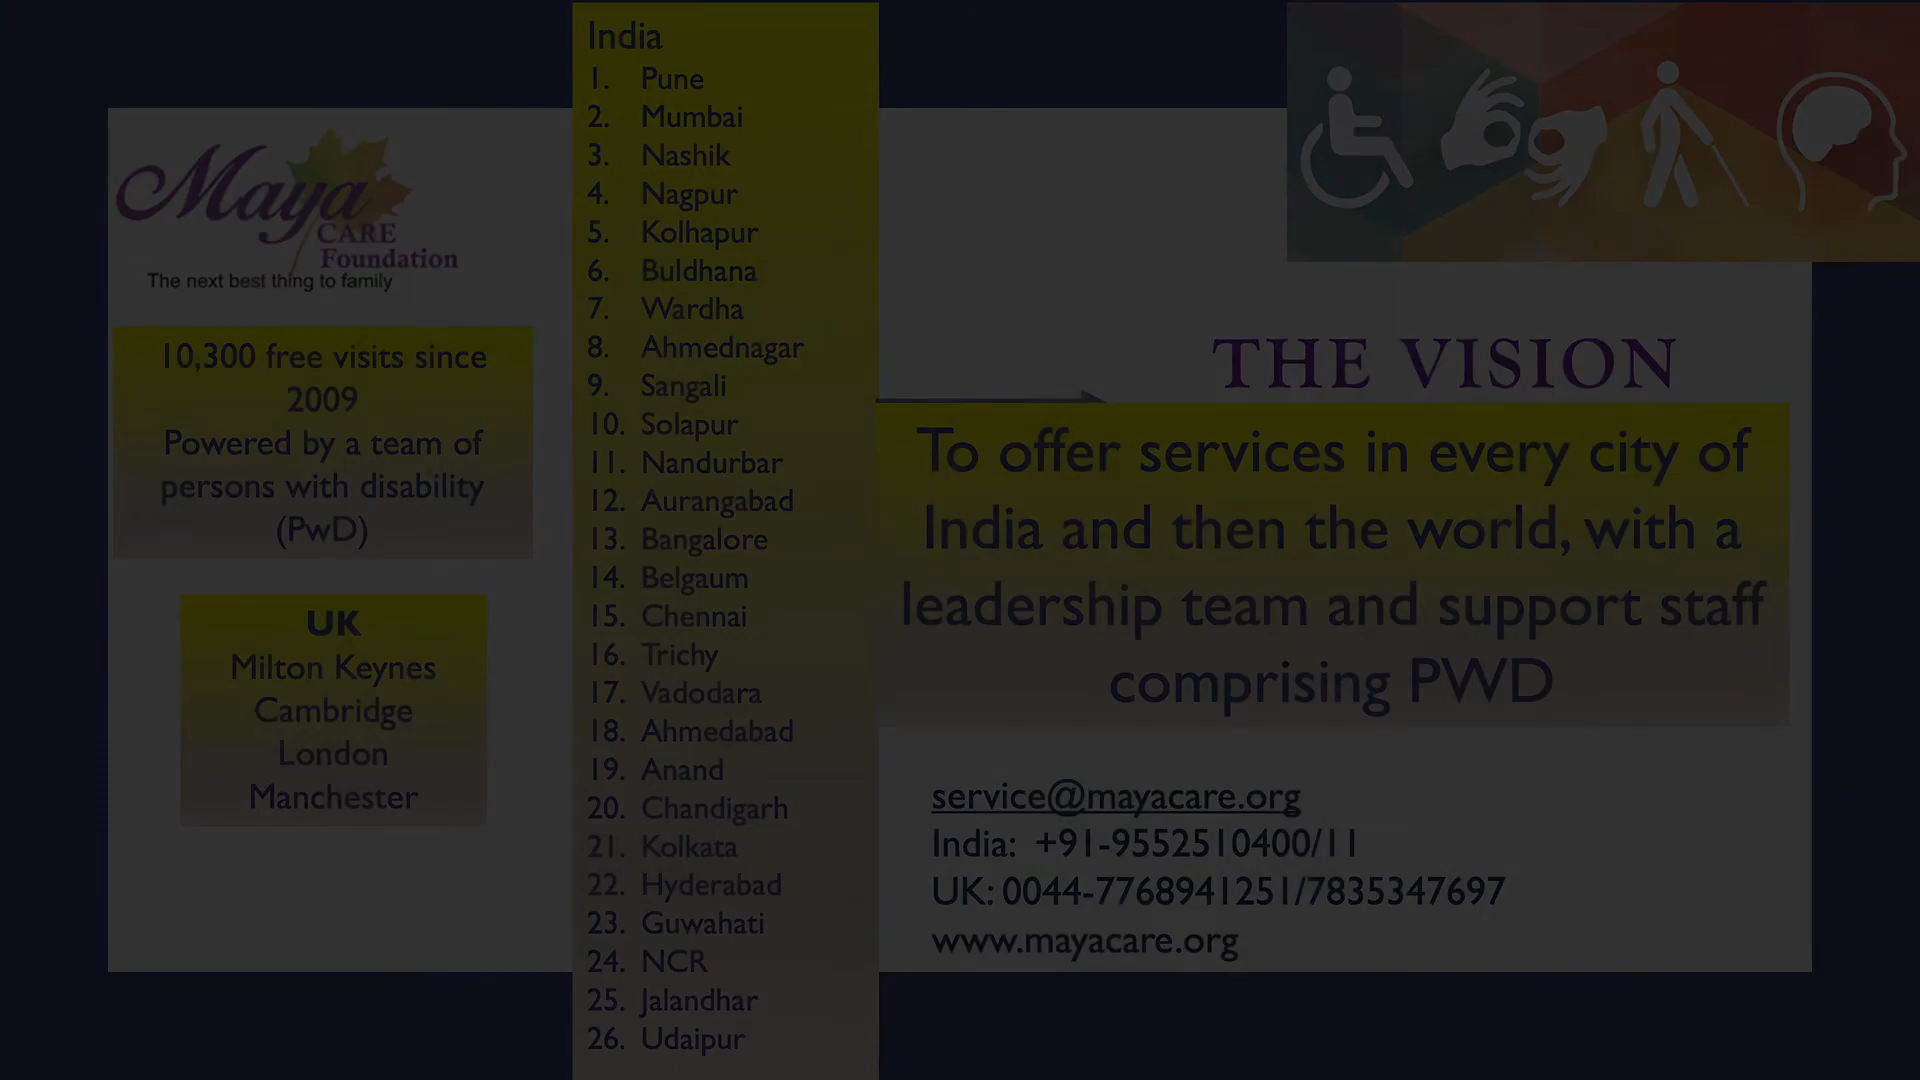 Maya
CARE
Foundation
The next best thing to family
10,300 free visits since
2009
Powered by a team of
persons with disability
(PwD)
UK
Milton Keynes
Cambridge
London
Manchester
India
1. Pune
2. Mumbai
3. Nashik
4. Nagpur
5. Kolhapur
6. Buldhana
7. Wardha
8. Ahmednagar
9. Sangali
10. Solapur
11. Nandurbar
12. Aurangabad
13. Bangalore
14. Belgaum
15. Chennai
16. Trichy
17. Vadodara
18. Ahmedabad
19. Anand
20. Chandigarh
21. Kolkata
22. Hyderabad
23. Guwahati
24. NCR
25. Jalandhar
26. Udaipur
THE VISION
To offer services in every city of
India and then the world, with a
leadership team and support staff
comprising PWD
service@mayacare.org
India: +91-9552510400/11
UK: 0044-7768941251/7835347697
www.mayacare.org